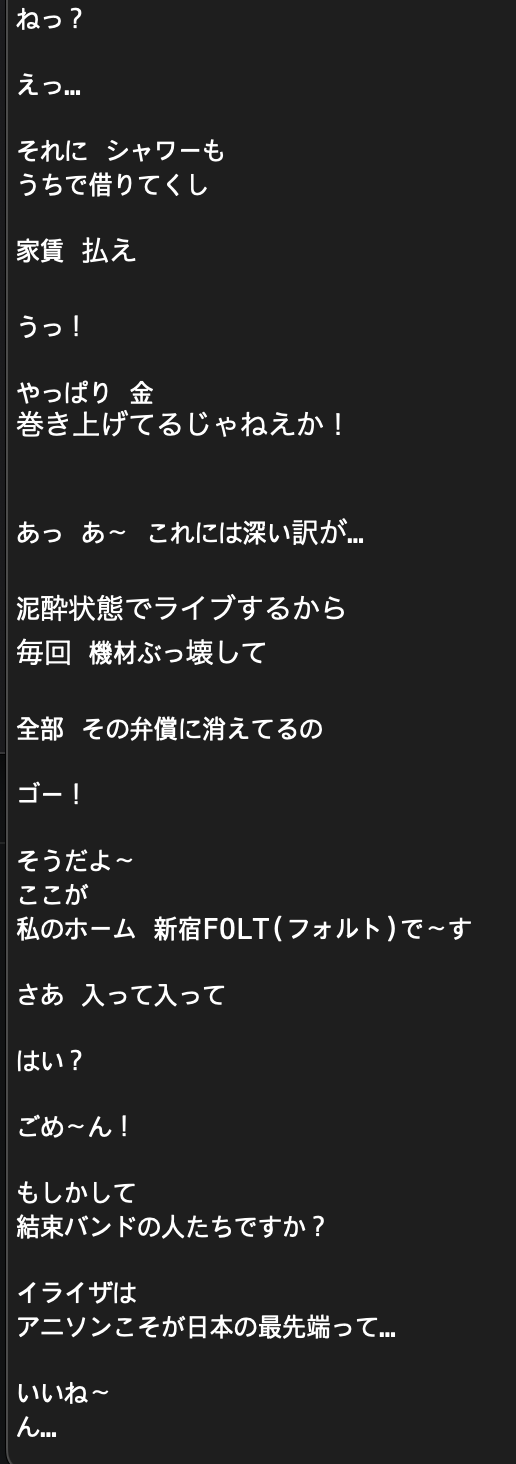 ねっ？
えっ…
それに シャワーも
うちで借りてくし
家賃 払え
うっ！
やっぱり 金
巻き上げてるじゃねえか！
あっ あ～ これには深い訳が…
泥酔状態でライブするから
毎回 機材ぶっ壊して
全部 その弁償に消えてるの
ゴー！
そうだよ～
ここが
私のホーム 新宿FOLT(フォルト)で～す
さあ 入って入って
はい？
ごめ～ん！
もしかして
結束バンドの人たちですか？
イライザは
アニソンこそが日本の最先端って…
いいね～
ん…